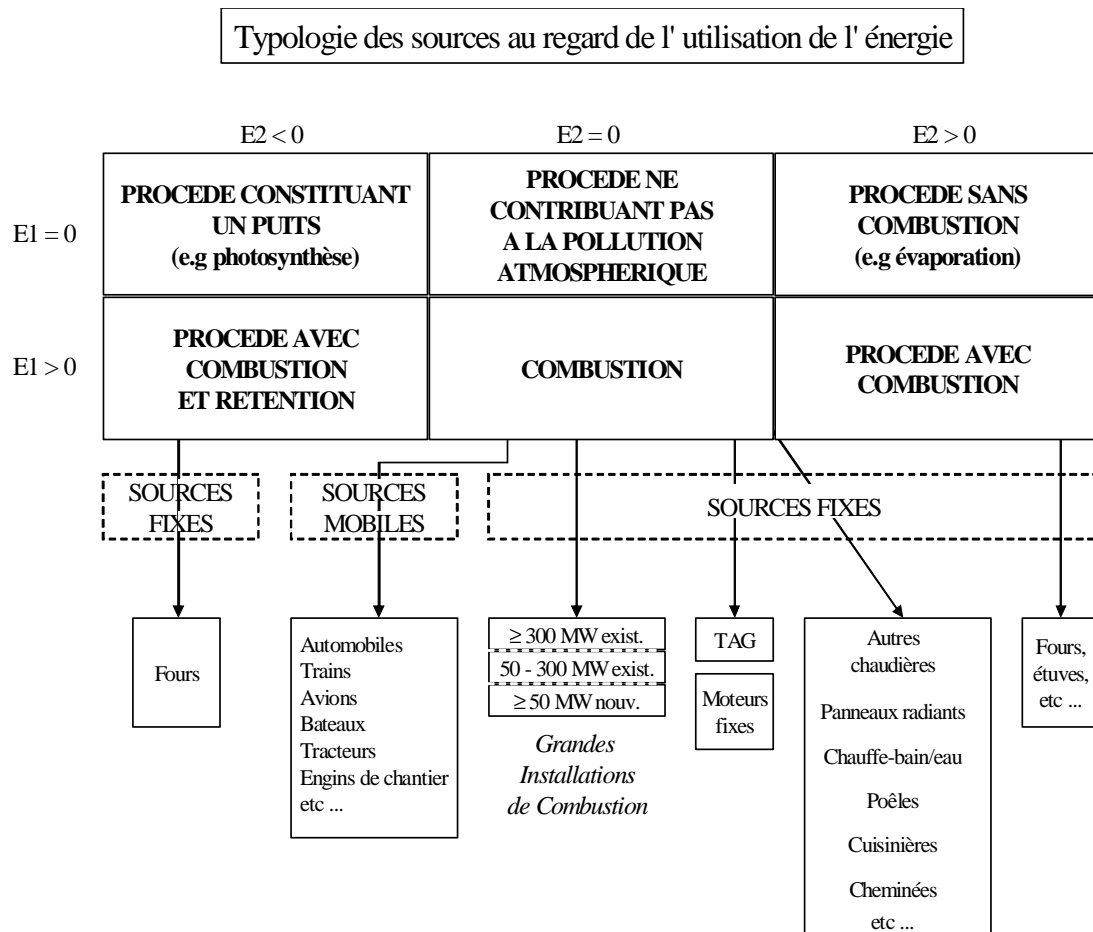 Typologie des sources au regard de l' utilisation de l' énergie
E2 < 0
E2 = 0
E2 > 0
E1 = 0
PROCEDE CONSTITUANT
UN PUITS
(e.g photosynthèse)
PROCEDE NE
CONTRIBUANT PAS
A LA POLLUTION
ATMOSPHERIQUE
PROCEDE SANS
COMBUSTION
(e.g évaporation)
E1 > 0
PROCEDE AVEC
COMBUSTION
ET RETENTION
COMBUSTION
PROCEDE AVEC
COMBUSTION
SOURCES
FIXES
SOURCES
MOBILES
SOURCES FIXES
Fours
Automobiles
Trains
Avions
Bateaux
Tracteurs
Engins de chantier
etc ...
≥ 300 MW exist.
50 - 300 MW exist.
≥ 50 MW nouv.
Grandes
Installations
de Combustion
TAG
Moteurs
fixes
Autres
chaudières
Panneaux radiants
Chauffe-bain/eau
Poêles
Cuisinières
Cheminées
etc ...
Fours,
étuves,
etc ...